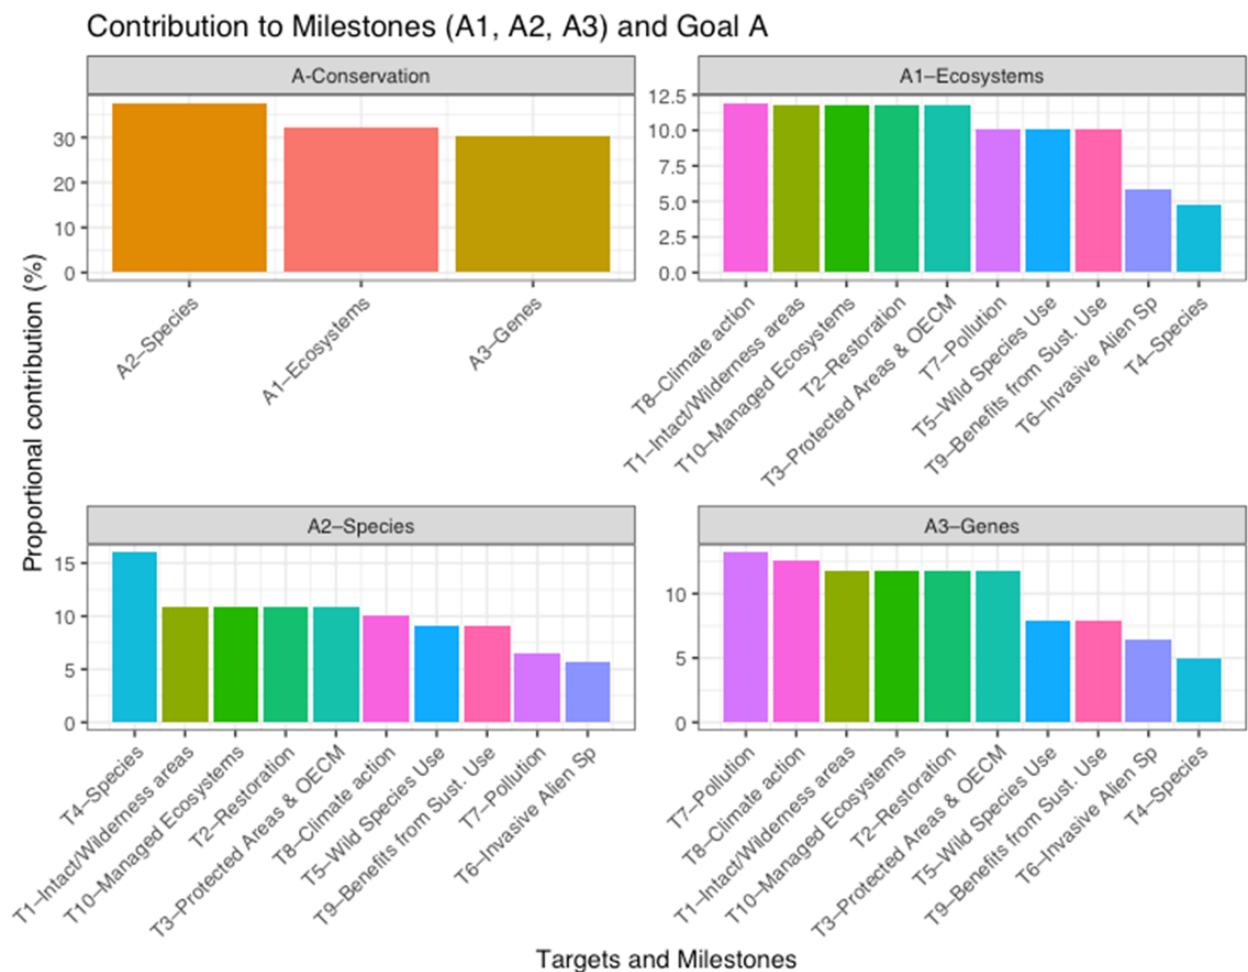 Contribution to Milestones (A1, A2, A3) and Goal A
A-Conservation
30
20
10
0
A2–Species
A1–Ecosystems
A3–Genes
A1–Ecosystems
12.5
10.0
7.5
5.0
2.5
0.0
T8–Climate action
T1–Intact/Wilderness areas
T10–Managed Ecosystems
T2–Restoration
T3–Protected Areas & OECM
T7–Pollution
T5–Wild Species Use
T9–Benefits from Sust. Use
T6–Invasive Alien Sp
T4–Species
Proportional contribution (%)
A2–Species
15
10
5
0
T4–Species
T1–Intact/Wilderness areas
T10–Managed Ecosystems
T2–Restoration
T3–Protected Areas & OECM
T8–Climate action
T5–Wild Species Use
T9–Benefits from Sust. Use
T7–Pollution
T6–Invasive Alien Sp
A3–Genes
10
5
0
T7–Pollution
T8–Climate action
T1–Intact/Wilderness areas
T10–Managed Ecosystems
T2–Restoration
T3–Protected Areas & OECM
T5–Wild Species Use
T9–Benefits from Sust. Use
T6–Invasive Alien Sp
T4–Species
Targets and Milestones